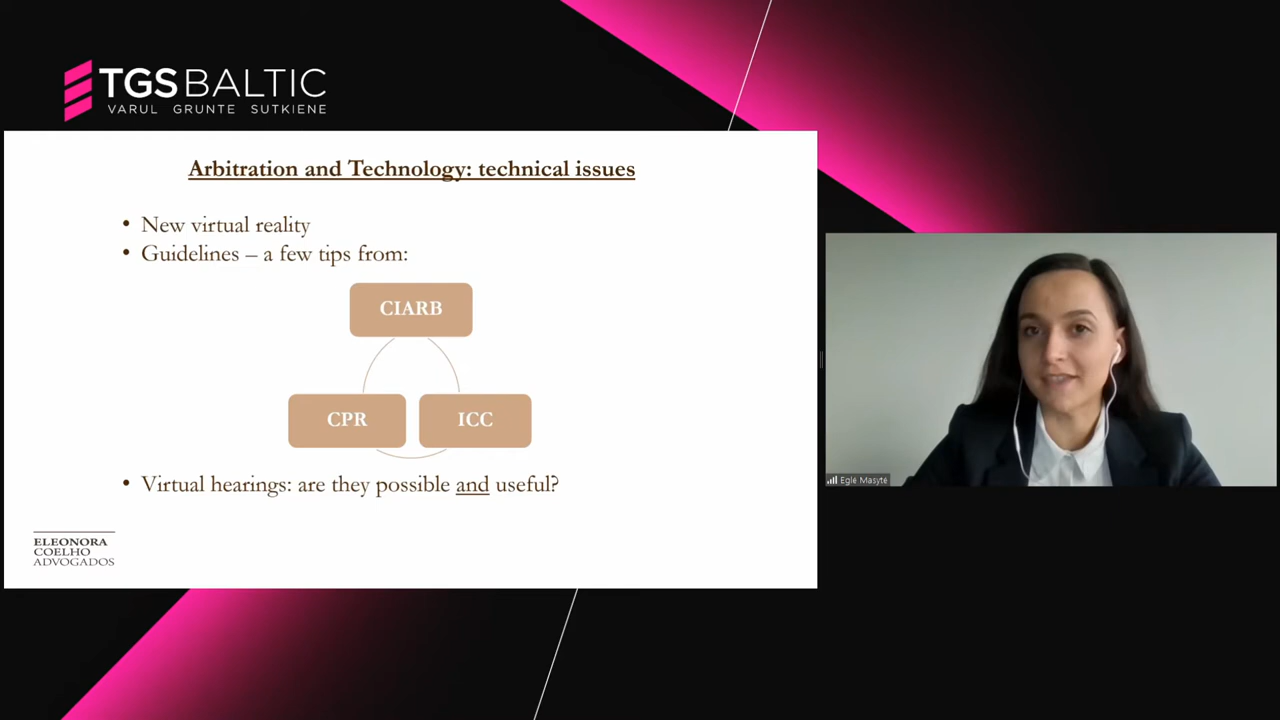 TGS BALTIC
VARUL GRUNTE SUTKIENE
Arbitration and Technology: technical issues
• New virtual reality
• Guidelines – a few tips from:
CIARB
CPR
ICC
• Virtual hearings: are they possible and useful?
ELEONORA
COELHO
ADVOGADOS
Eglė Masytė